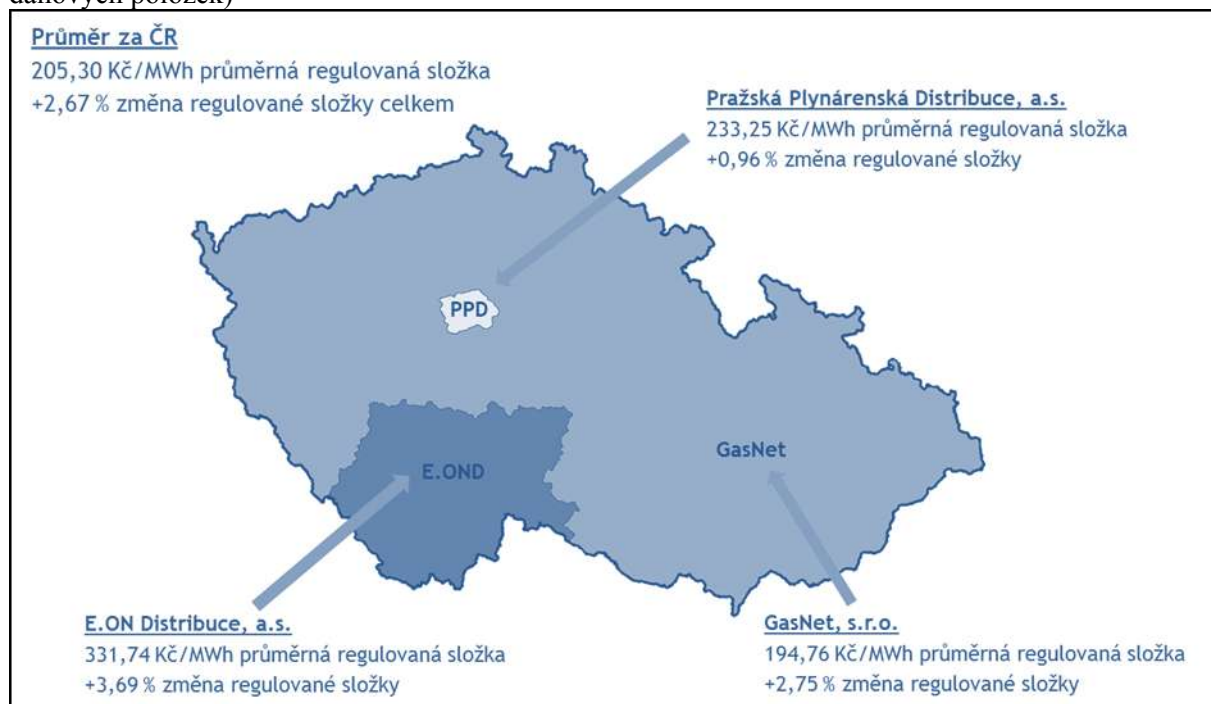 daňových položek)
Průměr za ČR
205,30 Kč/MWh průměrná regulovaná složka
+2,67 % změna regulované složky celkem
Pražská Plynárenská Distribuce, a.s.
233,25 Kč/MWh průměrná regulovaná složka
+0,96 % změna regulované složky
PPD
E.OND
GasNet
E.ON Distribuce, a.s.
331,74 Kč/MWh průměrná regulovaná složka
+3,69 % změna regulované složky
GasNet, s.r.o.
194,76 Kč/MWh průměrná regulovaná složka
+2,75 % změna regulované složky